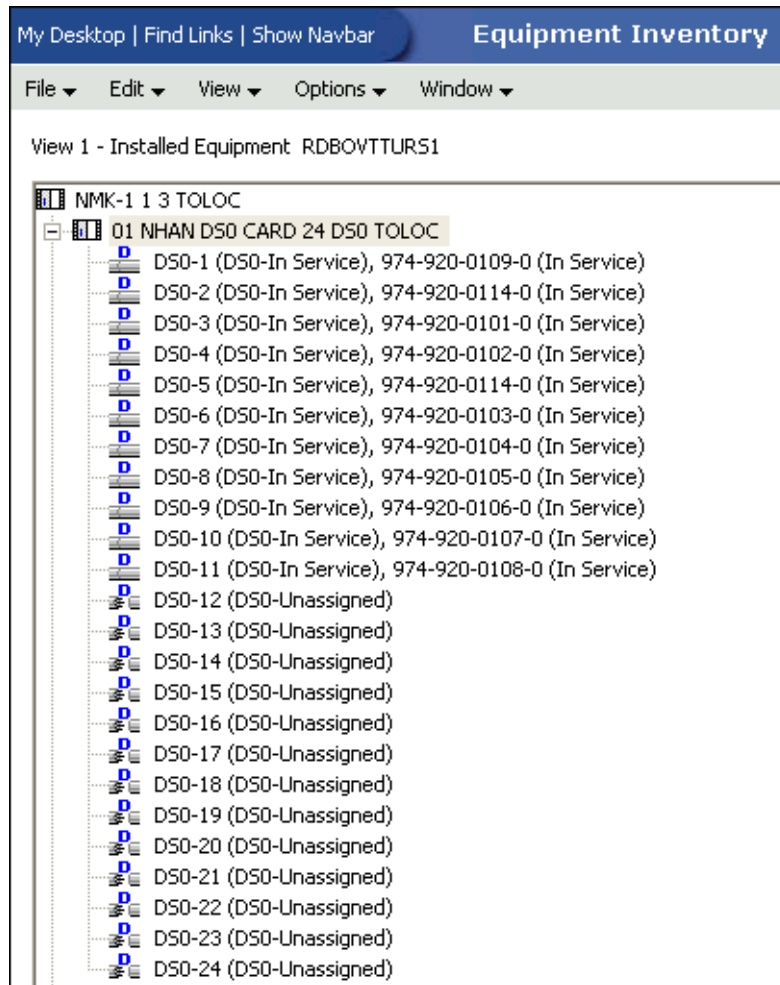 My Desktop | Find Links | Show Navbar Equipment Inventory
File Edit View Options Window
View 1 - Installed Equipment RDBOVTTURS1
NMK-1 1 3 TOLOC
01 NHAN DS0 CARD 24 DS0 TOLOC
D DS0-1 (DS0-In Service), 974-920-0109-0 (In Service)
D DS0-2 (DS0-In Service), 974-920-0114-0 (In Service)
D DS0-3 (DS0-In Service), 974-920-0101-0 (In Service)
D DS0-4 (DS0-In Service), 974-920-0102-0 (In Service)
D DS0-5 (DS0-In Service), 974-920-0114-0 (In Service)
D DS0-6 (DS0-In Service), 974-920-0103-0 (In Service)
D DS0-7 (DS0-In Service), 974-920-0104-0 (In Service)
D DS0-8 (DS0-In Service), 974-920-0105-0 (In Service)
D DS0-9 (DS0-In Service), 974-920-0106-0 (In Service)
D DS0-10 (DS0-In Service), 974-920-0107-0 (In Service)
D DS0-11 (DS0-In Service), 974-920-0108-0 (In Service)
D DS0-12 (DS0-Unassigned)
D DS0-13 (DS0-Unassigned)
D DS0-14 (DS0-Unassigned)
D DS0-15 (DS0-Unassigned)
D DS0-16 (DS0-Unassigned)
D DS0-17 (DS0-Unassigned)
D DS0-18 (DS0-Unassigned)
D DS0-19 (DS0-Unassigned)
D DS0-20 (DS0-Unassigned)
D DS0-21 (DS0-Unassigned)
D DS0-22 (DS0-Unassigned)
D DS0-23 (DS0-Unassigned)
D DS0-24 (DS0-Unassigned)